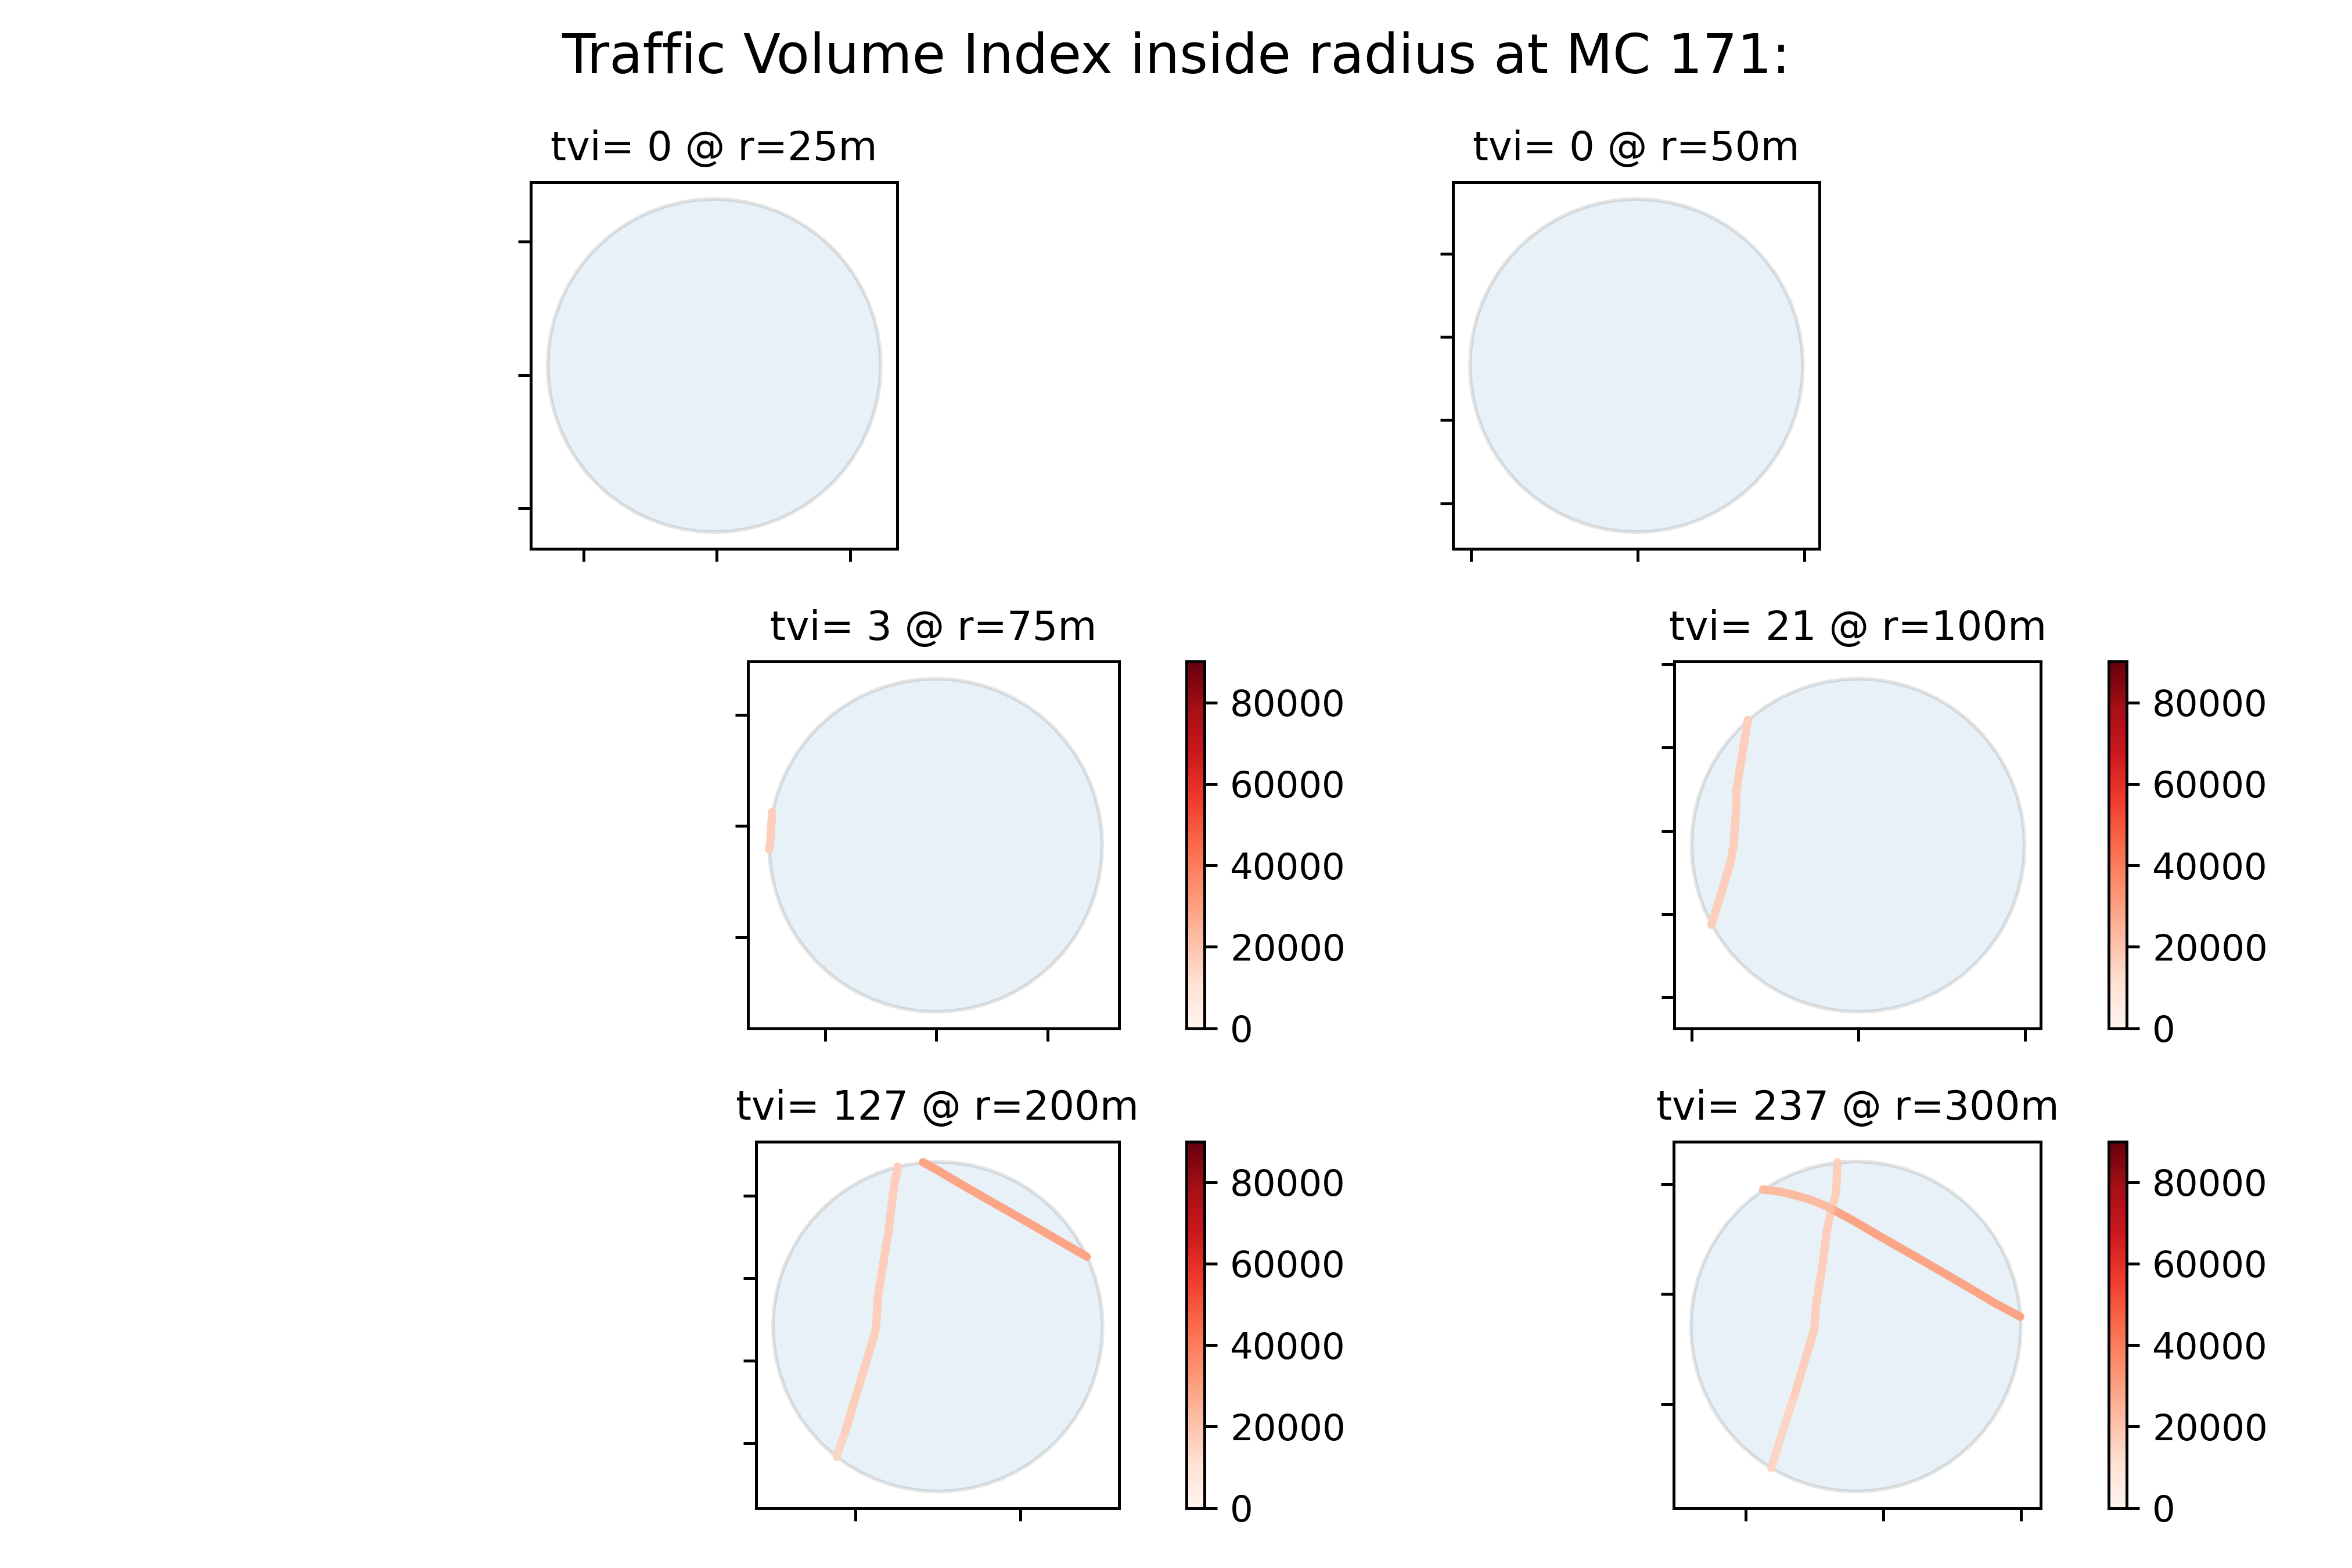 Traffic Volume Index inside radius at MC 171:
tvi= 0 @ r=25m
tvi= 0 @ r=50m
tvi= 3 @ r=75m
80000
60000
40000
20000
0
tvi= 21 @ r=100m
80000
60000
40000
20000
0
tvi= 127 @ r=200m
80000
60000
40000
20000
0
tvi= 237 @ r=300m
80000
60000
40000
20000
0